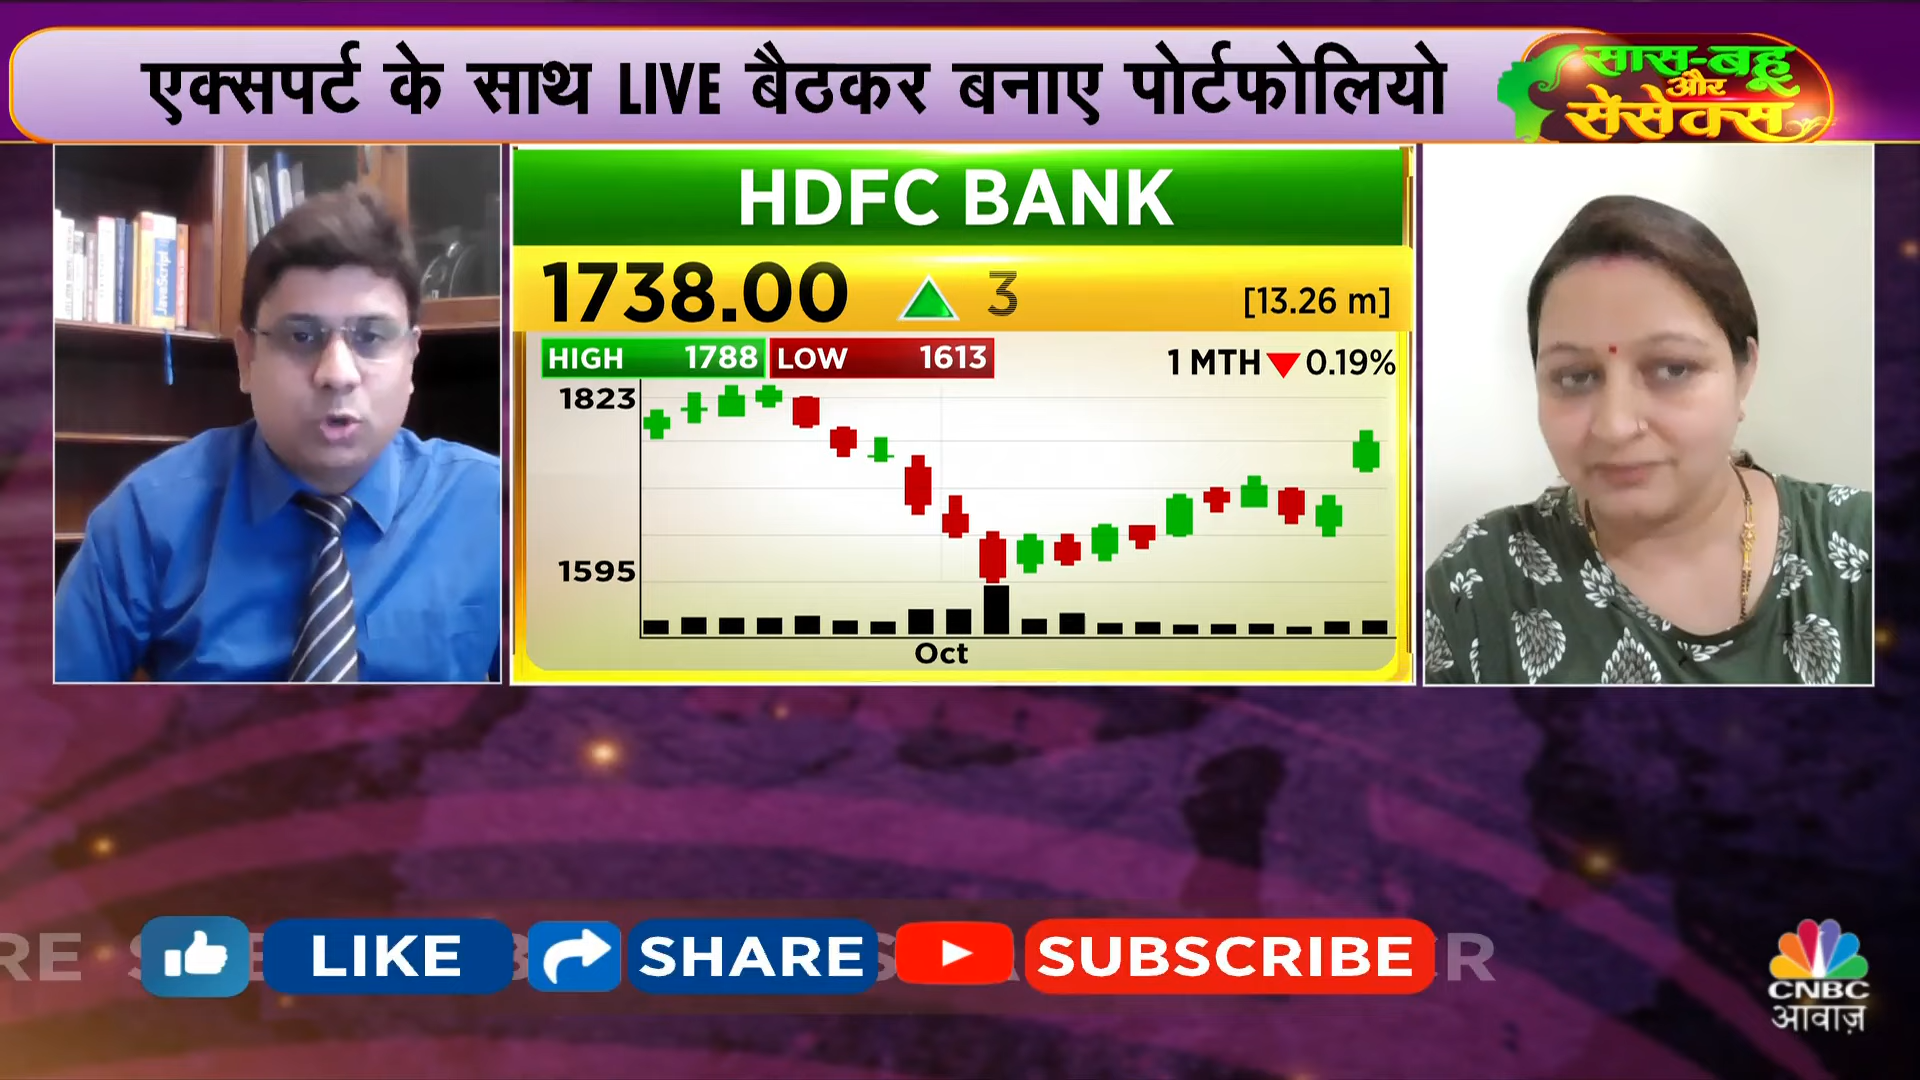 एक्सपर्ट के साथ LIVE बैठकर बनाए पोर्टफोलियो
सास-बहू
और
सेंसेक्स
JavaScript
HDFC BANK
1738.00 3 [13.26 m]
HIGH 1788 LOW 1613 1 MTH 0.19%
1823
1595
Oct
LIKE SHARE SUBSCRIBE
CNBC
आवाज़